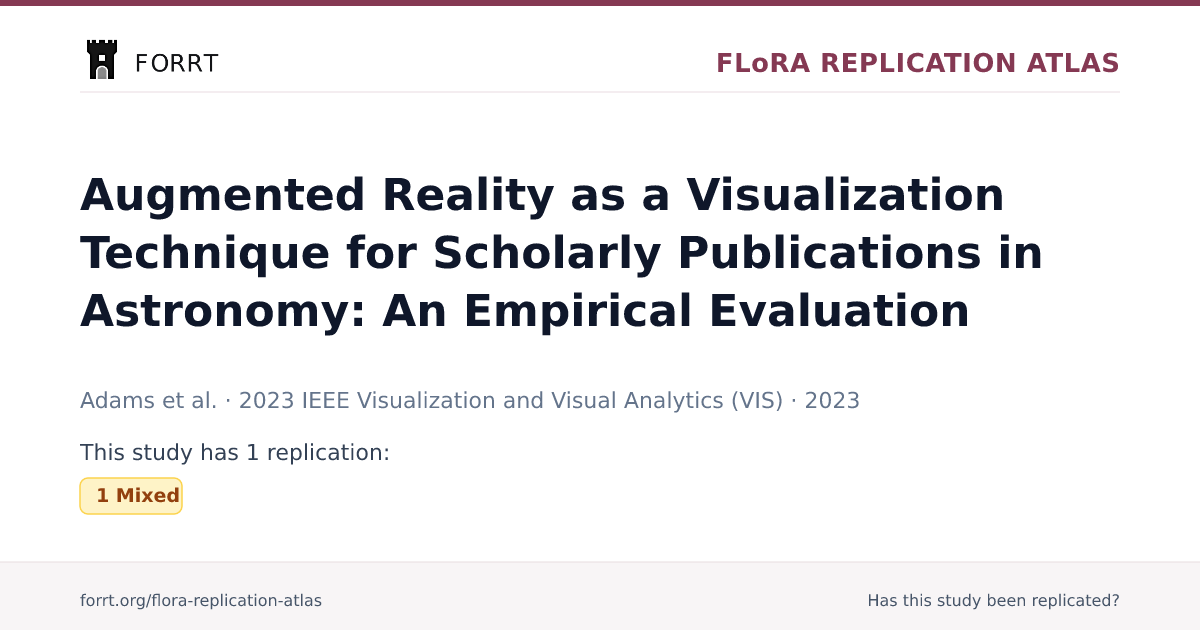 FORRT
FLoRA REPLICATION ATLAS
Augmented Reality as a Visualization
Technique for Scholarly Publications in
Astronomy: An Empirical Evaluation
Adams et al. · 2023 IEEE Visualization and Visual Analytics (VIS) · 2023
This study has 1 replication:
1 Mixed
forrt.org/flora-replication-atlas
Has this study been replicated?